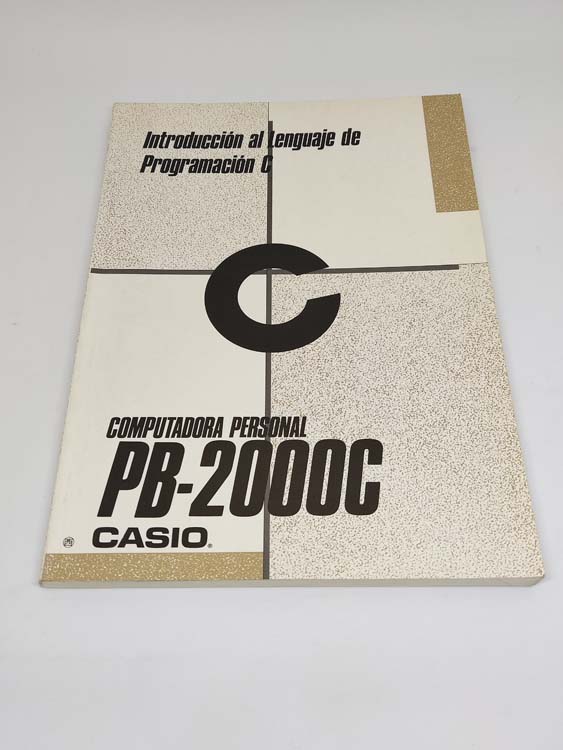 Introducción al Lenguaje de
Programación C
C
COMPUTADORA PERSONAL
PB-2000C
CASIO®